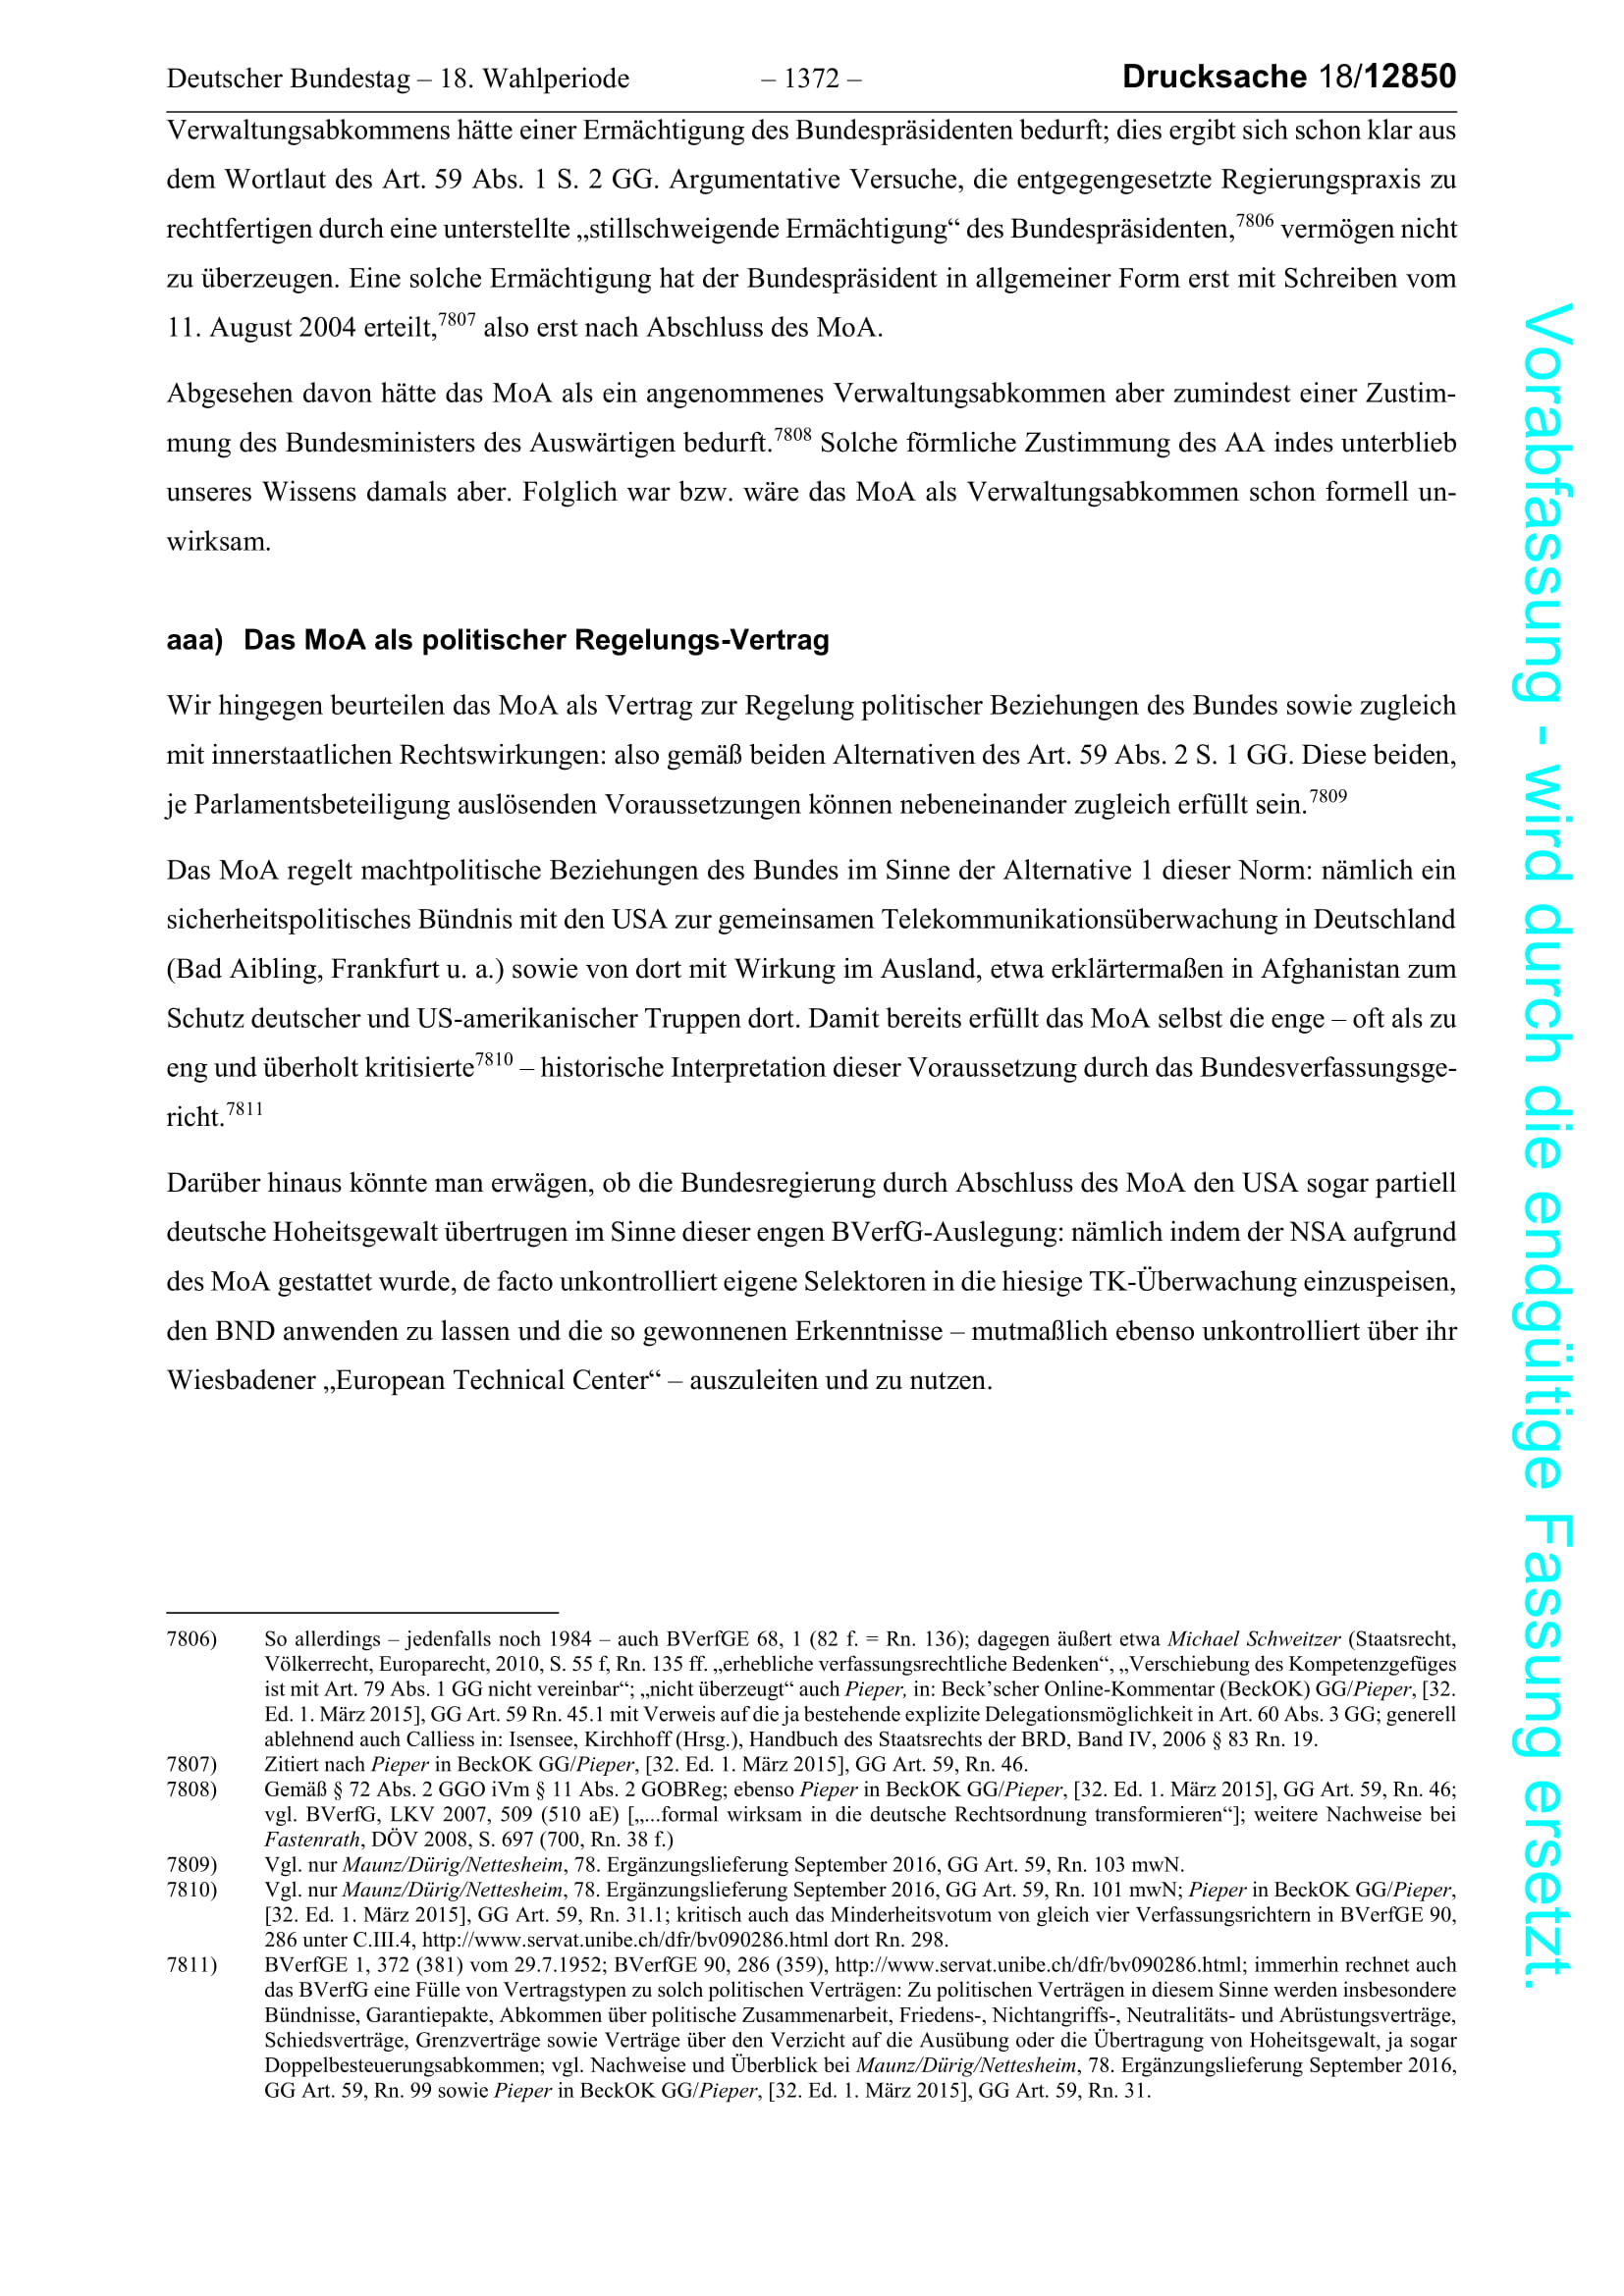 Deutscher Bundestag – 18. Wahlperiode – 1372 – Drucksache 18/12850
Verwaltungsabkommens hätte einer Ermächtigung des Bundespräsidenten bedurft; dies ergibt sich schon klar aus
dem Wortlaut des Art. 59 Abs. 1 S. 2 GG. Argumentative Versuche, die entgegengesetzte Regierungspraxis zu
rechtfertigen durch eine unterstellte „stillschweigende Ermächtigung“ des Bundespräsidenten,7806 vermögen nicht
zu überzeugen. Eine solche Ermächtigung hat der Bundespräsident in allgemeiner Form erst mit Schreiben vom
11. August 2004 erteilt,7807 also erst nach Abschluss des MoA.
Abgesehen davon hätte das MoA als ein angenommenes Verwaltungsabkommen aber zumindest einer Zustim-
mung des Bundesministers des Auswärtigen bedurft.7808 Solche förmliche Zustimmung des AA indes unterblieb
unseres Wissens damals aber. Folglich war bzw. wäre das MoA als Verwaltungsabkommen schon formell un-
wirksam.
aaa) Das MoA als politischer Regelungs-Vertrag
Wir hingegen beurteilen das MoA als Vertrag zur Regelung politischer Beziehungen des Bundes sowie zugleich
mit innerstaatlichen Rechtswirkungen: also gemäß beiden Alternativen des Art. 59 Abs. 2 S. 1 GG. Diese beiden,
je Parlamentsbeteiligung auslösenden Voraussetzungen können nebeneinander zugleich erfüllt sein.7809
Das MoA regelt machtpolitische Beziehungen des Bundes im Sinne der Alternative 1 dieser Norm: nämlich ein
sicherheitspolitisches Bündnis mit den USA zur gemeinsamen Telekommunikationsüberwachung in Deutschland
(Bad Aibling, Frankfurt u. a.) sowie von dort mit Wirkung im Ausland, etwa erklärtermaßen in Afghanistan zum
Schutz deutscher und US-amerikanischer Truppen dort. Damit bereits erfüllt das MoA selbst die enge – oft als zu
eng und überholt kritisierte7810 – historische Interpretation dieser Voraussetzung durch das Bundesverfassungsge-
richt.7811
Darüber hinaus könnte man erwägen, ob die Bundesregierung durch Abschluss des MoA den USA sogar partiell
deutsche Hoheitsgewalt übertrugen im Sinne dieser engen BVerfG-Auslegung: nämlich indem der NSA aufgrund
des MoA gestattet wurde, de facto unkontrolliert eigene Selektoren in die hiesige TK-Überwachung einzuspeisen,
den BND anwenden zu lassen und die so gewonnenen Erkenntnisse – mutmaßlich ebenso unkontrolliert über ihr
Wiesbadener „European Technical Center“ – auszuleiten und zu nutzen.
7806) So allerdings – jedenfalls noch 1984 – auch BVerfGE 68, 1 (82 f. = Rn. 136); dagegen äußert etwa Michael Schweitzer (Staatsrecht,
Völkerrecht, Europarecht, 2010, S. 55 f, Rn. 135 ff. „erhebliche verfassungsrechtliche Bedenken“, „Verschiebung des Kompetenzgefüges
ist mit Art. 79 Abs. 1 GG nicht vereinbar“; „nicht überzeugt“ auch Pieper, in: Beck’scher Online-Kommentar (BeckOK) GG/Pieper, [32.
Ed. 1. März 2015], GG Art. 59 Rn. 45.1 mit Verweis auf die ja bestehende explizite Delegationsmöglichkeit in Art. 60 Abs. 3 GG; generell
ablehnend auch Calliess in: Isensee, Kirchhoff (Hrsg.), Handbuch des Staatsrechts der BRD, Band IV, 2006 § 83 Rn. 19.
7807) Zitiert nach Pieper in BeckOK GG/Pieper, [32. Ed. 1. März 2015], GG Art. 59, Rn. 46.
7808) Gemäß § 72 Abs. 2 GGO iVm § 11 Abs. 2 GOBReg; ebenso Pieper in BeckOK GG/Pieper, [32. Ed. 1. März 2015], GG Art. 59, Rn. 46;
vgl. BVerfG, LKV 2007, 509 (510 aE) [„...formal wirksam in die deutsche Rechtsordnung transformieren“]; weitere Nachweise bei
Fastenrath, DÖV 2008, S. 697 (700, Rn. 38 f.)
7809) Vgl. nur Maunz/Dürig/Nettesheim, 78. Ergänzungslieferung September 2016, GG Art. 59, Rn. 103 mwN.
7810) Vgl. nur Maunz/Dürig/Nettesheim, 78. Ergänzungslieferung September 2016, GG Art. 59, Rn. 101 mwN; Pieper in BeckOK GG/Pieper,
[32. Ed. 1. März 2015], GG Art. 59, Rn. 31.1; kritisch auch das Minderheitsvotum von gleich vier Verfassungsrichtern in BVerfGE 90,
286 unter C.III.4, http://www.servat.unibe.ch/dfr/bv090286.html dort Rn. 298.
7811) BVerfGE 1, 372 (381) vom 29.7.1952; BVerfGE 90, 286 (359), http://www.servat.unibe.ch/dfr/bv090286.html; immerhin rechnet auch
das BVerfG eine Fülle von Vertragstypen zu solch politischen Verträgen: Zu politischen Verträgen in diesem Sinne werden insbesondere
Bündnisse, Garantiepakte, Abkommen über politische Zusammenarbeit, Friedens-, Nichtangriffs-, Neutralitäts- und Abrüstungsverträge,
Schiedsverträge, Grenzverträge sowie Verträge über den Verzicht auf die Ausübung oder die Übertragung von Hoheitsgewalt, ja sogar
Doppelbesteuerungsabkommen; vgl. Nachweise und Überblick bei Maunz/Dürig/Nettesheim, 78. Ergänzungslieferung September 2016,
GG Art. 59, Rn. 99 sowie Pieper in BeckOK GG/Pieper, [32. Ed. 1. März 2015], GG Art. 59, Rn. 31.
Vorabfassung - wird durch die endgültige Fassung ersetzt.